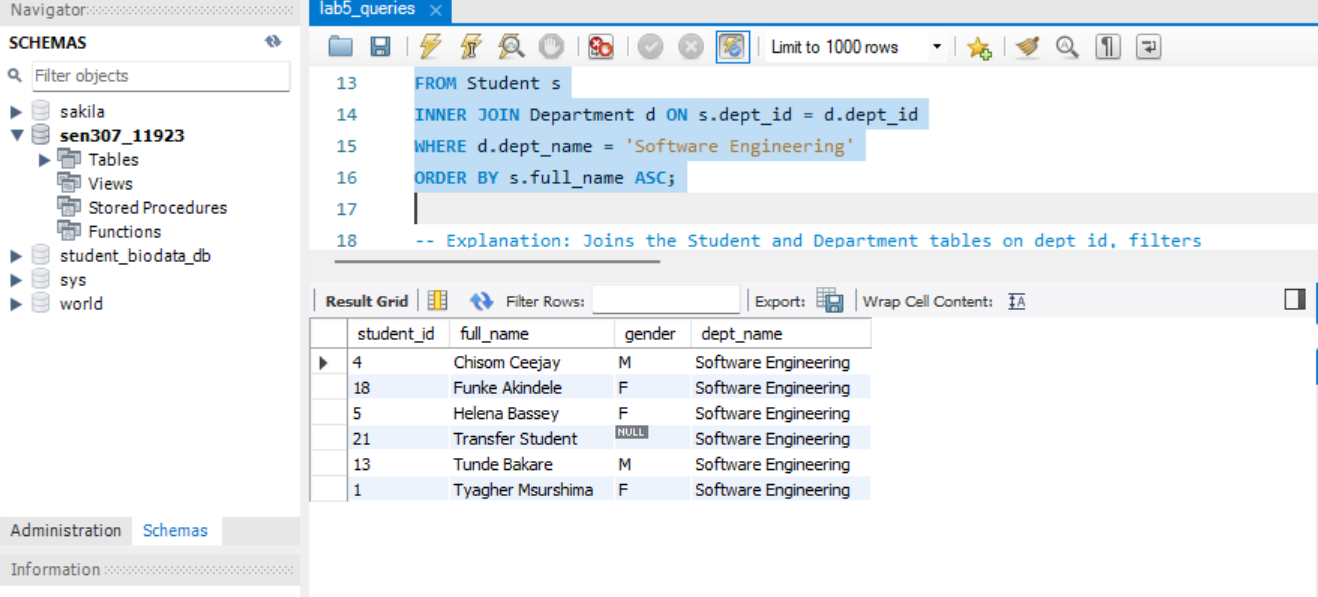 Navigator
SCHEMAS
Filter objects
sakila
sen307_11923
Tables
Views
Stored Procedures
Functions
student_biodata_db
sys
world
Administration Schemas
Information
lab5_queries ×
Limit to 1000 rows
13 FROM Student s
14 INNER JOIN Department d ON s.dept_id = d.dept_id
15 WHERE d.dept_name = 'Software Engineering'
16 ORDER BY s.full_name ASC;
17
18 -- Explanation: Joins the Student and Department tables on dept_id, filters
Result Grid Filter Rows: Export: Wrap Cell Content: IA
student_id full_name gender dept_name
4 Chisom Ceejay M Software Engineering
18 Funke Akindele F Software Engineering
5 Helena Bassey F Software Engineering
21 Transfer Student NULL Software Engineering
13 Tunde Bakare M Software Engineering
1 Tyagher Msurshima F Software Engineering